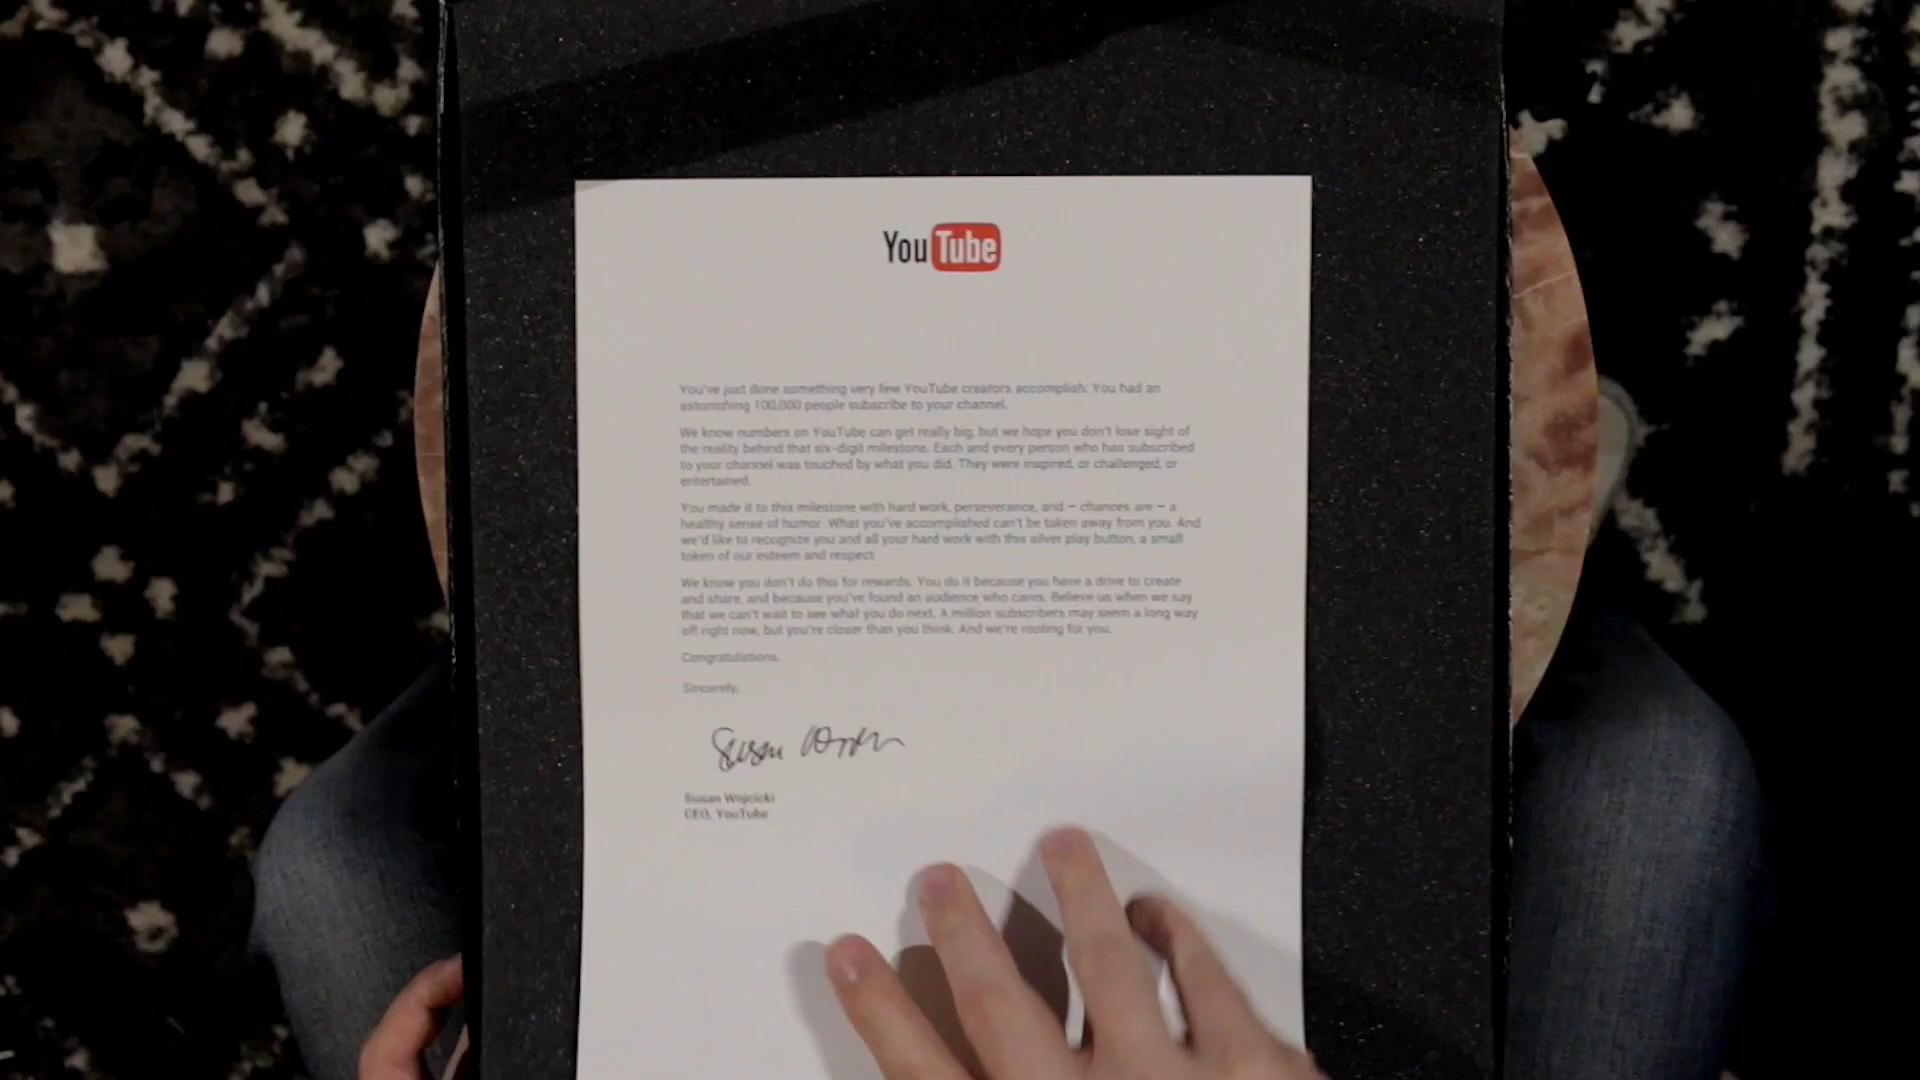 YouTube
You've just done something very few YouTube creators accomplish: You had an
astonishing 100,000 people subscribe to your channel.
We know numbers on YouTube can get really big, but we hope you don't lose sight of
the reality behind that six-digit milestone. Each and every person who has subscribed
to your channel was touched by what you did. They were inspired, or challenged, or
entertained.
You made it to this milestone with hard work, perseverance, and – chances are – a
healthy sense of humor. What you've accomplished can't be taken away from you. And
we'd like to recognize you and all your hard work with this silver play button, a small
token of our esteem and respect.
We know you don't do this for rewards. You do it because you have a drive to create
and share, and because you've found an audience who cares. Believe us when we say
that we can't wait to see what you do next. A million subscribers may seem a long way
off right now, but you're closer than you think. And we're rooting for you.
Congratulations.
Sincerely,
Susan Wojcicki
CEO, YouTube